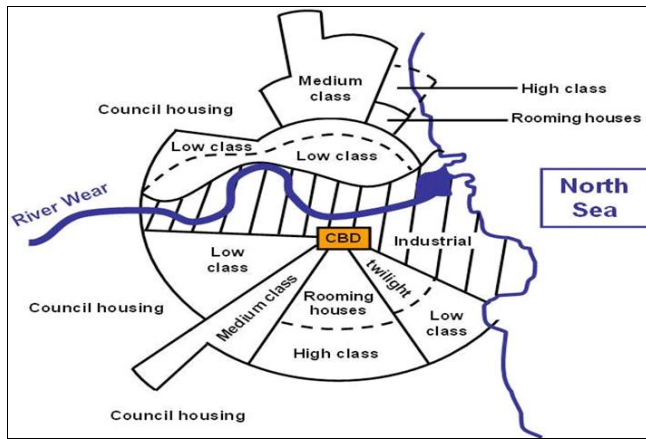 Medium
class
High class
Rooming houses
Council housing
Low class
Low class
River Wear
North
Sea
CBD
Industrial
Low
class
twilight
Medium class
Rooming
houses
Low
class
Council housing
High class
Council housing